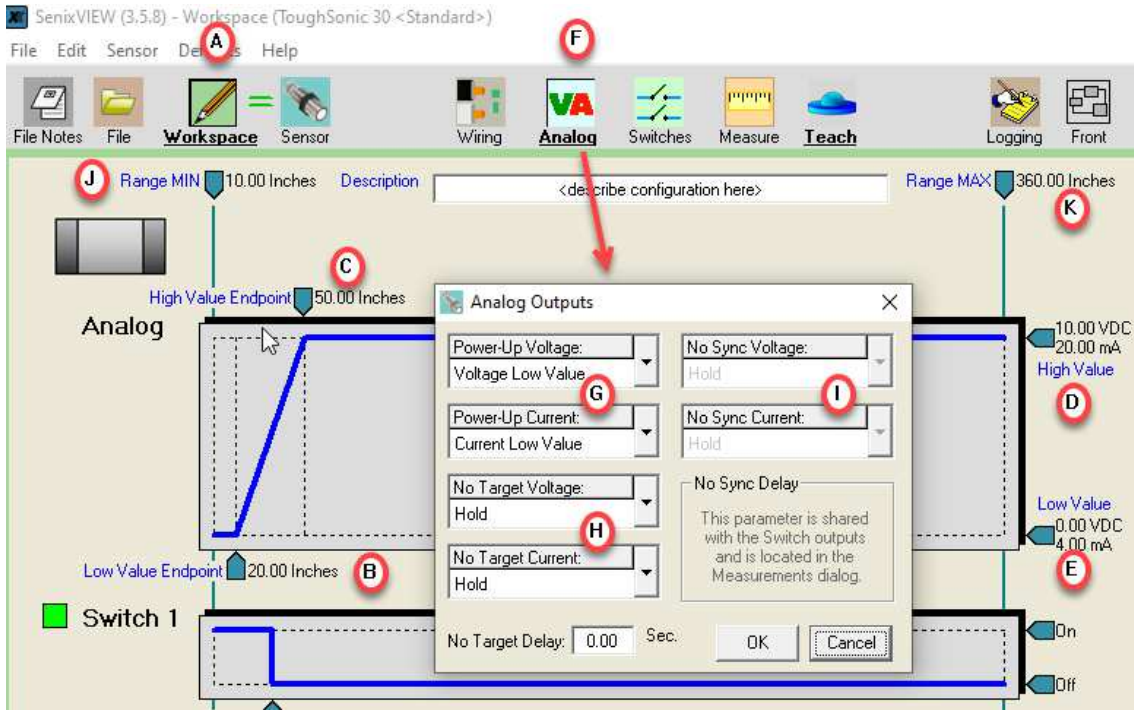 SenixVIEW (3.5.8) - Workspace (ToughSonic 30 <Standard>)
File Edit Sensor Defaults Help
A
F
File Notes File Workspace = Sensor Wiring VA Analog Switches Measure Teach Logging Front
J Range MIN 10.00 Inches Description <describe configuration here> Range MAX 360.00 Inches
K
C
High Value Endpoint 50.00 Inches
Analog
10.00 VDC
20.00 mA
High Value
D
Low Value
0.00 VDC
4.00 mA
E
Low Value Endpoint 20.00 Inches B
Analog Outputs
Power-Up Voltage:
Voltage Low Value
G
Power-Up Current:
Current Low Value
No Target Voltage:
Hold
H
No Target Current:
Hold
No Sync Voltage:
Hold
I
No Sync Current:
Hold
No Sync Delay
This parameter is shared
with the Switch outputs
and is located in the
Measurements dialog.
No Target Delay: 0.00 Sec. OK Cancel
Switch 1
On
Off